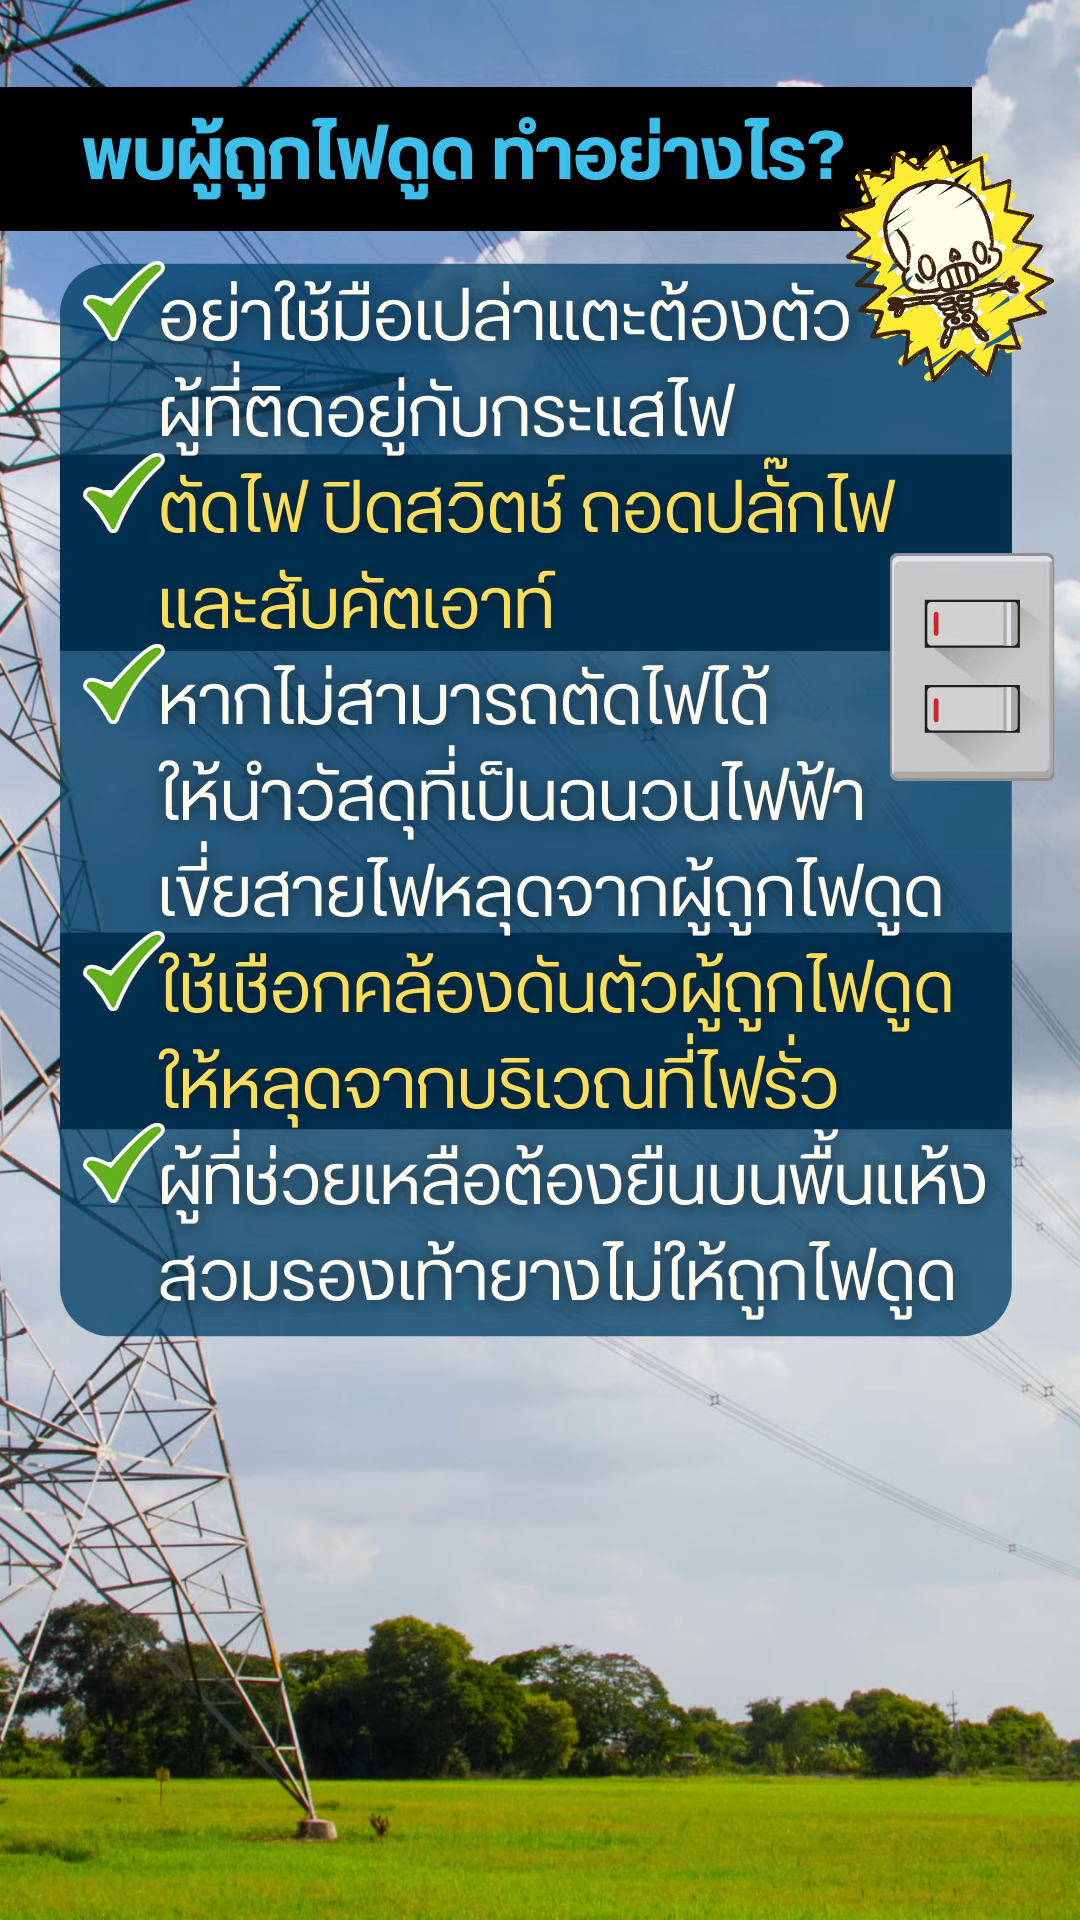 พบผู้ถูกไฟดูด ทำอย่างไร?
อย่าใช้มือเปล่าแตะต้องตัว
ผู้ที่ติดอยู่กับกระแสไฟ
ตัดไฟ ปิดสวิตช์ ถอดปลั๊กไฟ
และสับคัตเอาท์
หากไม่สามารถตัดไฟได้
ให้นำวัสดุที่เป็นฉนวนไฟฟ้า
เขี่ยสายไฟหลุดจากผู้ถูกไฟดูด
ใช้เชือกคล้องดันตัวผู้ถูกไฟดูด
ให้หลุดจากบริเวณที่ไฟรั่ว
ผู้ที่ช่วยเหลือต้องยืนบนพื้นแห้ง
สวมรองเท้ายางไม่ให้ถูกไฟดูด